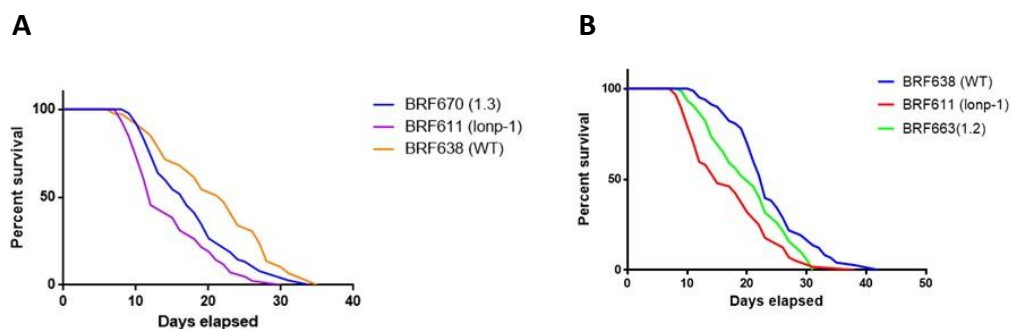 A
B
Percent survival
100
50
0
0 10 20 30 40
Days elapsed
BRF670 (1.3)
BRF611 (lonp-1)
BRF638 (WT)
Percent survival
100
50
0
0 10 20 30 40 50
Days elapsed
BRF638 (WT)
BRF611 (lonp-1)
BRF663(1.2)